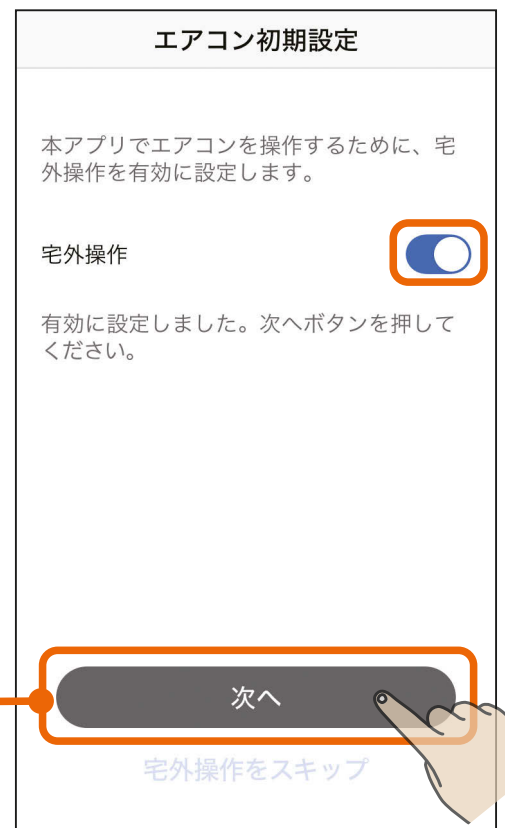 エアコン初期設定
本アプリでエアコンを操作するために、宅
外操作を有効に設定します。
宅外操作
有効に設定しました。次へボタンを押して
ください。
次へ
宅外操作をスキップ